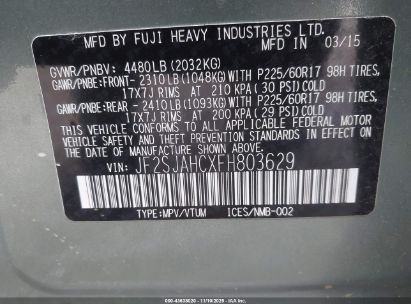 MFD BY FUJI HEAVY INDUSTRIES LTD.
MFD IN 03/15
GVWR/PNBV: 4480LB (2032KG)
GAWR/PNBE:FRONT- 2310LB (1048KG) WITH P225/60R17 98H TIRES,
17X7J RIMS AT 210 KPA ( 30 PSI) COLD
GAWR/PNBE:REAR - 2410LB (1093KG) WITH P225/60R17 98H TIRES,
17X7J RIMS AT 200 KPA ( 29 PSI) COLD
THIS VEHICLE CONFORMS TO ALL APPLICABLE FEDERAL MOTOR
VEHICLE SAFETY, BUMPER, AND THEFT PREVENTION STANDARDS
IN EFFECT ON THE DATE OF MANUFACTURE SHOWN ABOVE.
VIN: JF2SJAHCXFH803629
TYPE:MPV/VTUM ICES/NMB-002